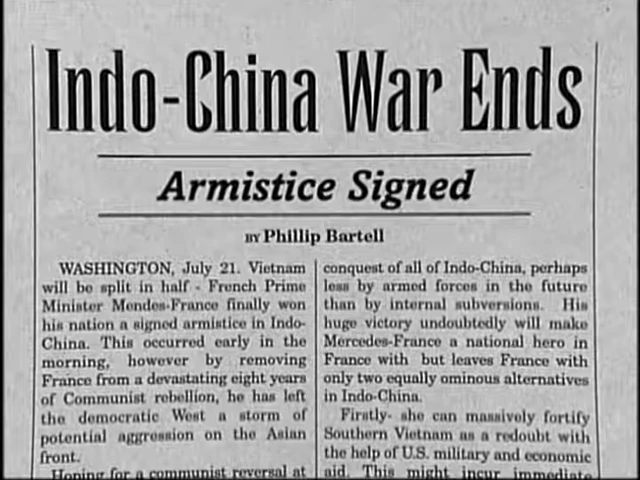 Indo-China War Ends
Armistice Signed
BY Phillip Bartell
WASHINGTON, July 21. Vietnam
will be split in half - French Prime
Minister Mendes-France finally won
his nation a signed armistice in Indo-
China. This occurred early in the
morning, however by removing
France from a devastating eight years
of Communist rebellion, he has left
the democratic West a storm of
potential aggression on the Asian
front.
Hoping for a communist reversal at
conquest of all of Indo-China, perhaps
less by armed forces in the future
than by internal subversions. His
huge victory undoubtedly will make
Mercedes-France a national hero in
France with but leaves France with
only two equally ominous alternatives
in Indo-China.
Firstly- she can massively fortify
Southern Vietnam as a redoubt with
the help of U.S. military and economic
aid. This might incur immediate